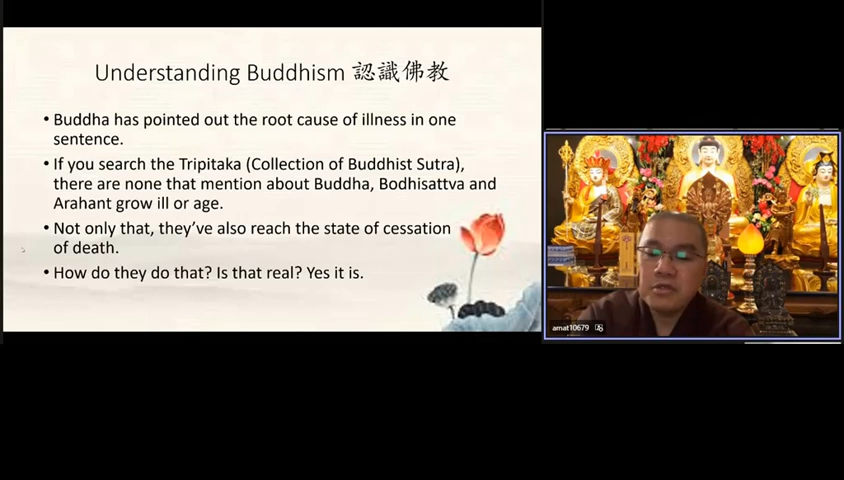 Understanding Buddhism 認識佛教
• Buddha has pointed out the root cause of illness in one
sentence.
• If you search the Tripitaka (Collection of Buddhist Sutra),
there are none that mention about Buddha, Bodhisattva and
Arahant grow ill or age.
• Not only that, they’ve also reach the state of cessation
of death.
• How do they do that? Is that real? Yes it is.
amat10679